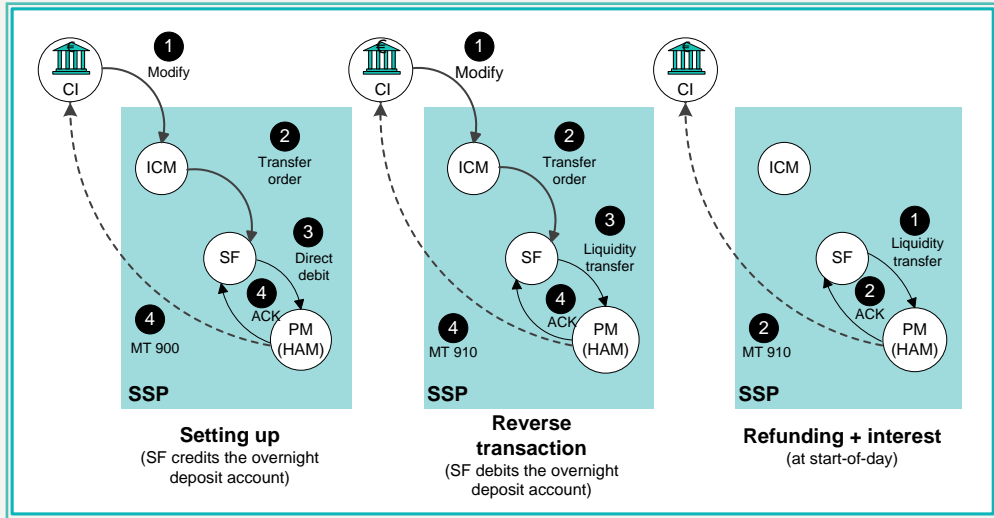 €
CI
1
Modify
ICM
2
Transfer
order
SF
3
Direct
debit
4
ACK
PM
(HAM)
4
MT 900
SSP
Setting up
(SF credits the overnight
deposit account)
€
CI
1
Modify
ICM
2
Transfer
order
SF
3
Liquidity
transfer
4
ACK
PM
(HAM)
4
MT 910
SSP
Reverse
transaction
(SF debits the overnight
deposit account)
€
CI
ICM
SF
1
Liquidity
transfer
2
ACK
PM
(HAM)
2
MT 910
SSP
Refunding + interest
(at start-of-day)